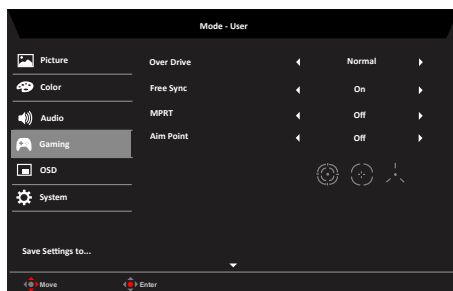 Mode - User
Picture
Over Drive Normal
Color
Free Sync On
Audio
MPRT Off
Gaming
Aim Point Off
OSD
System
Save Settings to...
Move Enter